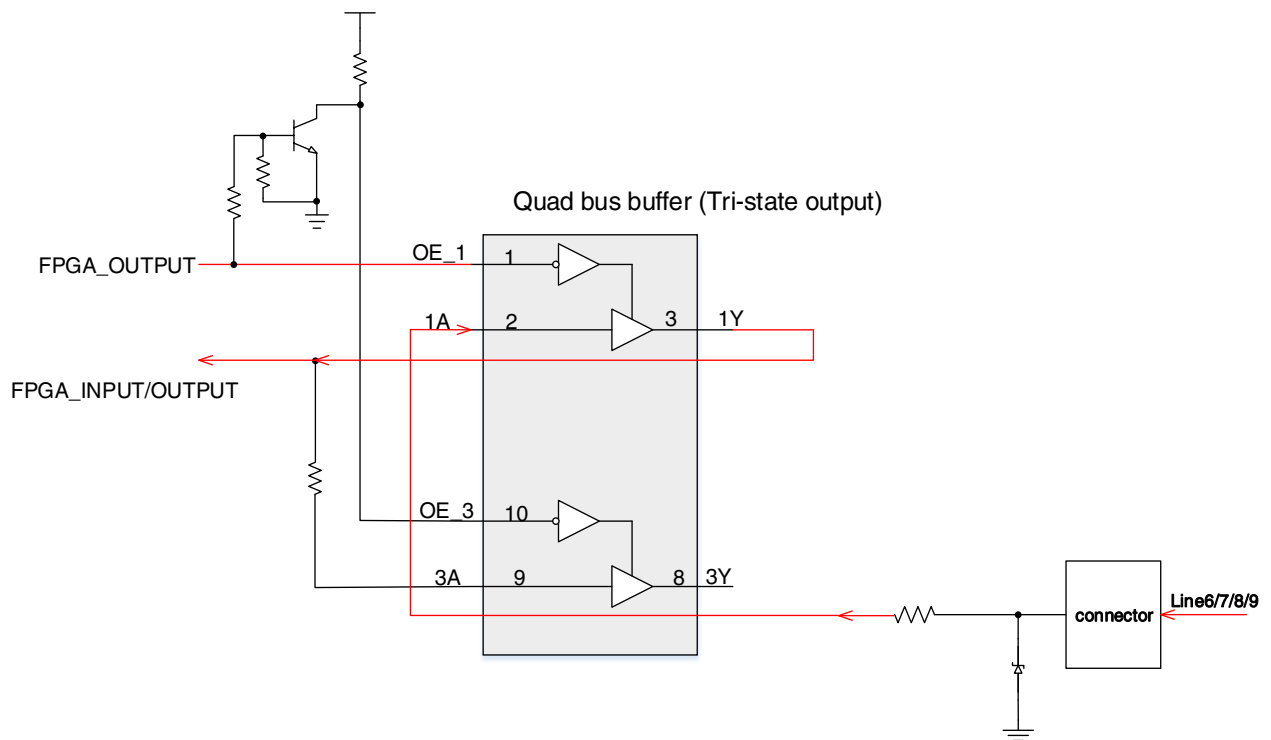 Quad bus buffer (Tri-state output)
FPGA_OUTPUT
OE_1
1
1A
2
3
1Y
FPGA_INPUT/OUTPUT
OE_3
10
3A
9
8
3Y
connector
Line6/7/8/9